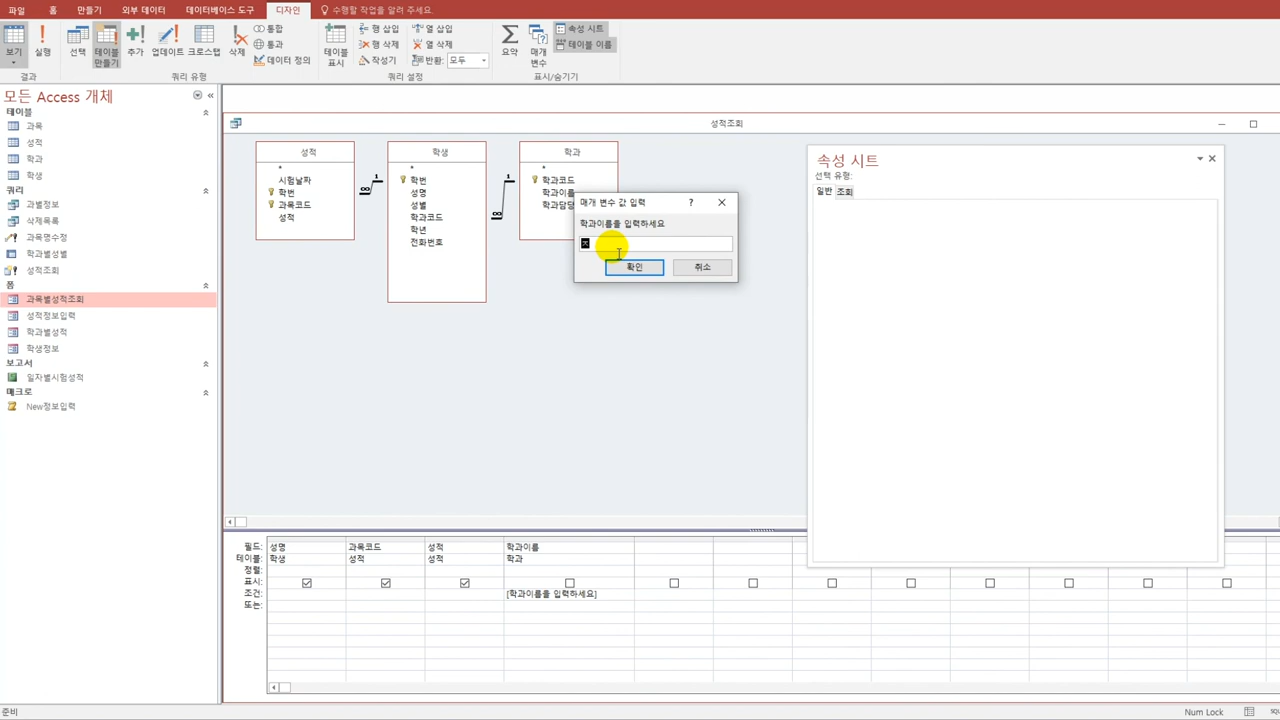 파일 홈 만들기 외부 데이터 데이터베이스 도구 디자인 수행할 작업을 알려 주세요.
보기
실행
선택
테이블
만들기
추가
업데이트
크로스탭
삭제
통합
통과
데이터 정의
테이블
표시
행 삽입
행 삭제
작성기
열 삽입
열 삭제
반환: 모두
요약
매개
변수
속성 시트
테이블 이름
결과 쿼리 유형 쿼리 설정 표시/숨기기
모든 Access 개체
테이블
과목
성적
학과
학생
쿼리
과별정보
삭제목록
과목명수정
학과별성별
성적조회
폼
과목별성적조회
성적정보입력
학과별성적
학생정보
보고서
일자별시험성적
매크로
New정보입력
성적조회
성적
*
시험날짜
학번
과목코드
성적
∞ 1
학생
*
학번
성명
성별
학과코드
학년
전화번호
∞ 1
학과
학과코드
학과이름
학과담당
매개 변수 값 입력 ?
학과이름을 입력하세요
ㅈ
확인 취소
속성 시트
선택 유형:
일반 조회
필드: 성명 과목코드 성적 학과이름
테이블: 학생 성적 성적 학과
정렬:
표시:
조건: [학과이름을 입력하세요]
또는:
준비 Num Lock